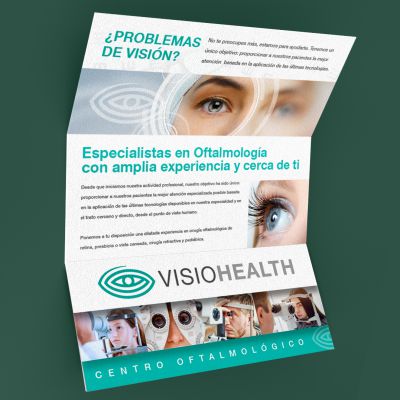 ¿PROBLEMAS
DE VISIÓN?
No te preocupes más, estamos para ayudarte. Tenemos un
único objetivo: proporcionar a nuestros pacientes la mejor
atención basada en la aplicación de las últimas tecnologías.
Especialistas en Oftalmología
con amplia experiencia y cerca de ti
Desde que iniciamos nuestra actividad profesional, nuestro objetivo ha sido único:
proporcionar a nuestros pacientes la mejor atención especializada posible basada
en la aplicación de las últimas tecnologías disponibles en nuestra especialidad y en
el trato cercano y directo, desde el punto de vista humano.
Ponemos a tu disposición una dilatada experiencia en cirugía oftalmológica de
retina, presbicia o vista cansada, cirugía refractiva y pediátrica.
VISIOHEALTH
CENTRO OFTALMOLÓGICO